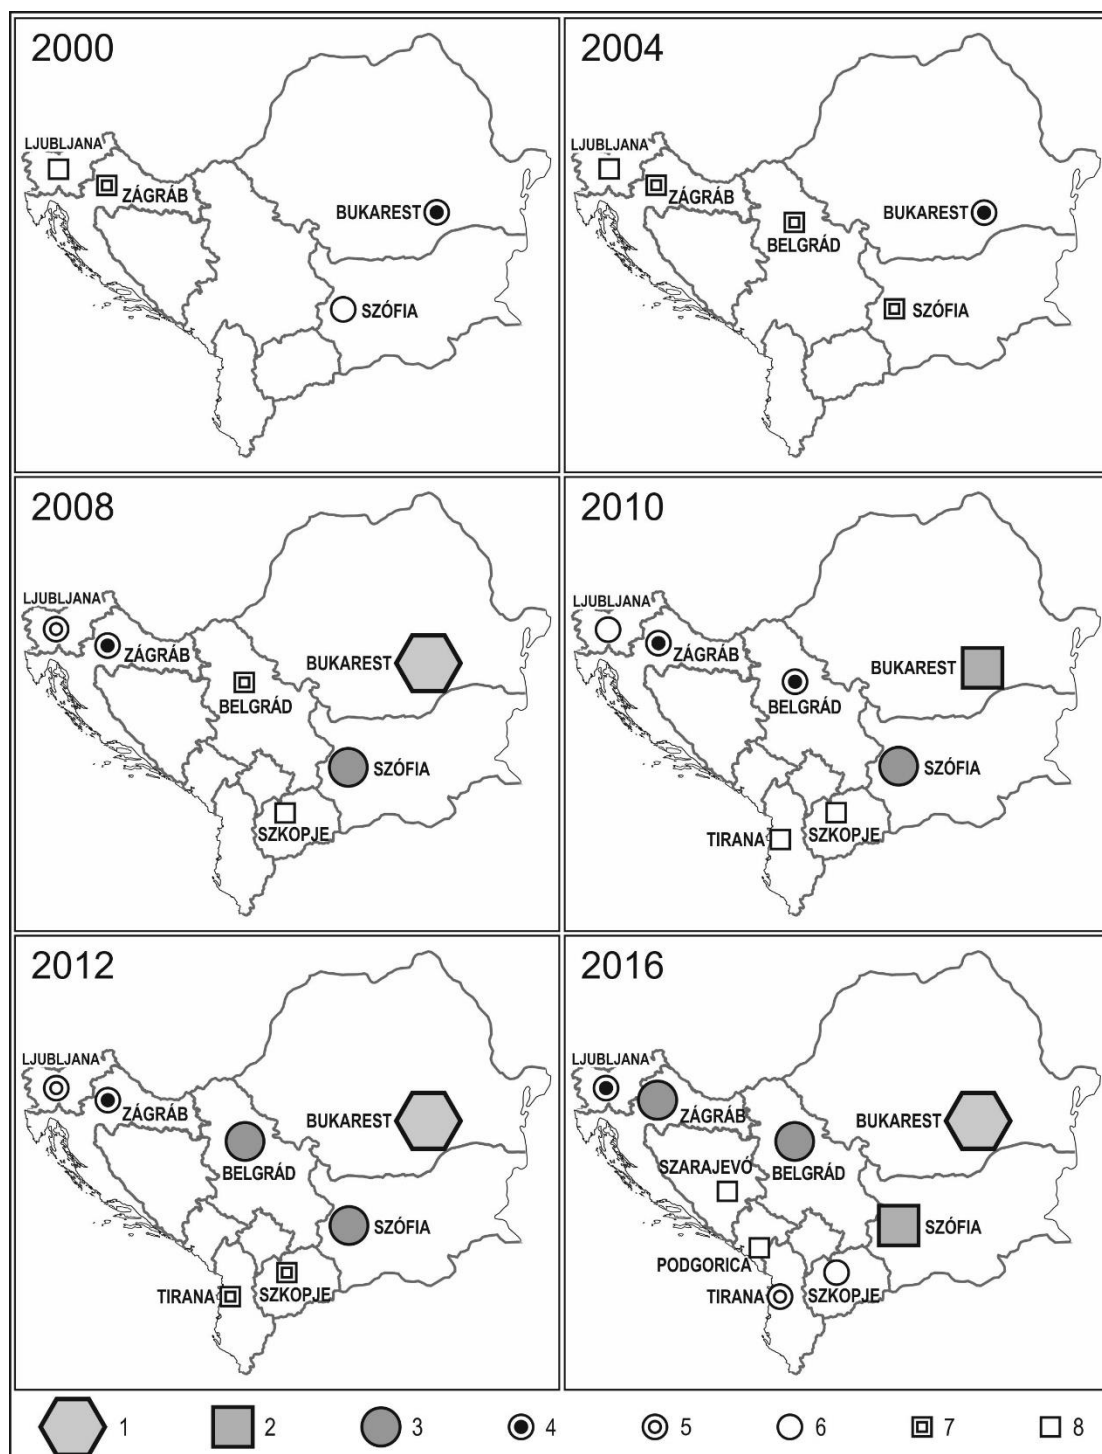 2000
LJUBLJANA
ZÁGRÁB
BUKAREST
SZÓFIA
2004
LJUBLJANA
ZÁGRÁB
BELGRÁD
BUKAREST
SZÓFIA
2008
LJUBLJANA
ZÁGRÁB
BELGRÁD
BUKAREST
SZÓFIA
SZKOPJE
2010
LJUBLJANA
ZÁGRÁB
BELGRÁD
BUKAREST
SZÓFIA
TIRANA
SZKOPJE
2012
LJUBLJANA
ZÁGRÁB
BELGRÁD
BUKAREST
SZÓFIA
TIRANA
SZKOPJE
2016
LJUBLJANA
ZÁGRÁB
BUKAREST
SZARAJEVÓ
BELGRÁD
SZÓFIA
PODGORICA
TIRANA
SZKOPJE
1 2 3 4 5 6 7 8